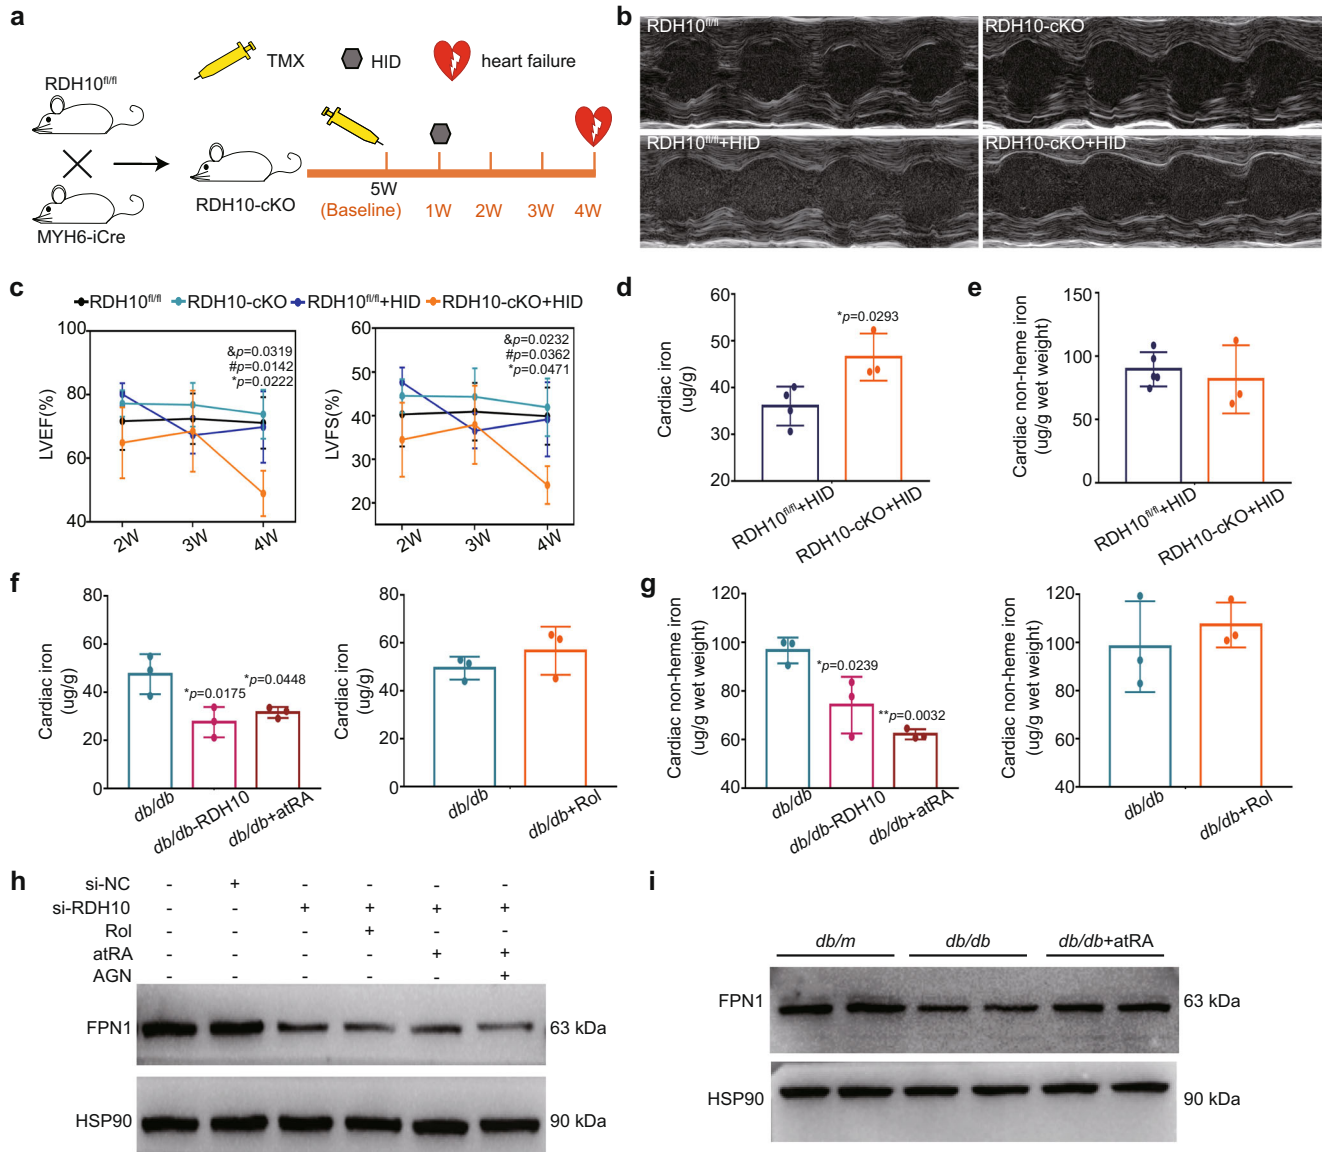 a
TMX
HID
heart failure
RDH10fl/fl
MYH6-iCre
RDH10-cKO
5W
(Baseline)
1W
2W
3W
4W
b
RDH10fl/fl
RDH10-cKO
RDH10fl/fl+HID
RDH10-cKO+HID
c
RDH10fl/fl
RDH10-cKO
RDH10fl/fl+HID
RDH10-cKO+HID
LVEF(%)
100
80
60
40
&p=0.0319
#p=0.0142
*p=0.0222
2W
3W
4W
LVFS(%)
60
50
40
30
20
&p=0.0232
#p=0.0362
*p=0.0471
2W
3W
4W
d
Cardiac iron
(ug/g)
60
50
40
30
20
*p=0.0293
RDH10fl/fl+HID
RDH10-cKO+HID
e
Cardiac non-heme iron
(ug/g wet weight)
150
100
50
0
RDH10fl/fl+HID
RDH10-cKO+HID
f
Cardiac iron
(ug/g)
80
60
40
20
0
*p=0.0175
*p=0.0448
db/db
db/db-RDH10
db/db+atRA
Cardiac iron
(ug/g)
80
60
40
20
0
db/db
db/db+Rol
g
Cardiac non-heme iron
(ug/g wet weight)
120
100
80
60
40
*p=0.0239
**p=0.0032
db/db
db/db-RDH10
db/db+atRA
Cardiac non-heme iron
(ug/g wet weight)
120
100
80
60
40
db/db
db/db+Rol
h
si-NC - + - - - -
si-RDH10 - - + + + +
Rol - - - + - -
atRA - - - - + +
AGN - - - - - +
FPN1
63 kDa
HSP90
90 kDa
i
db/m
db/db
db/db+atRA
FPN1
63 kDa
HSP90
90 kDa